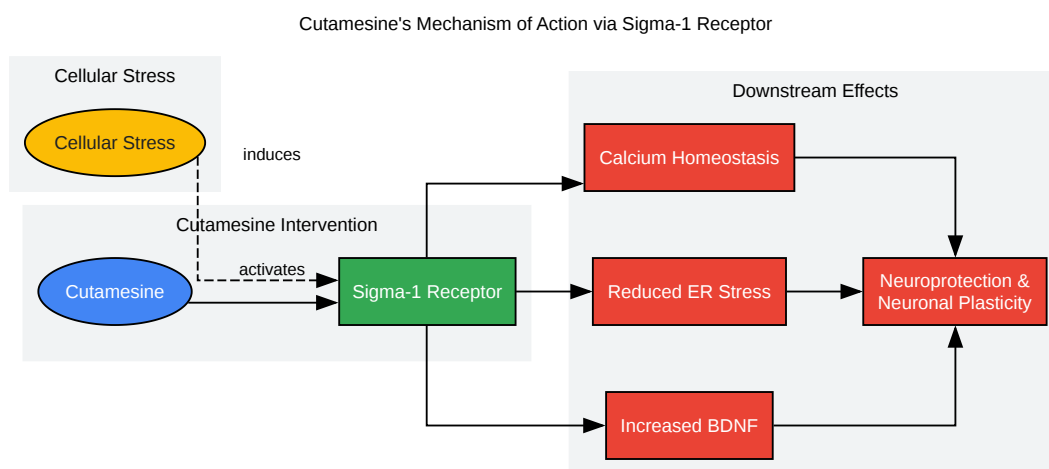 Cutamesine's Mechanism of Action via Sigma-1 Receptor
Cellular Stress
Cellular Stress
induces
Cutamesine Intervention
Cutamesine
activates
Sigma-1 Receptor
Downstream Effects
Calcium Homeostasis
Reduced ER Stress
Increased BDNF
Neuroprotection &
Neuronal Plasticity